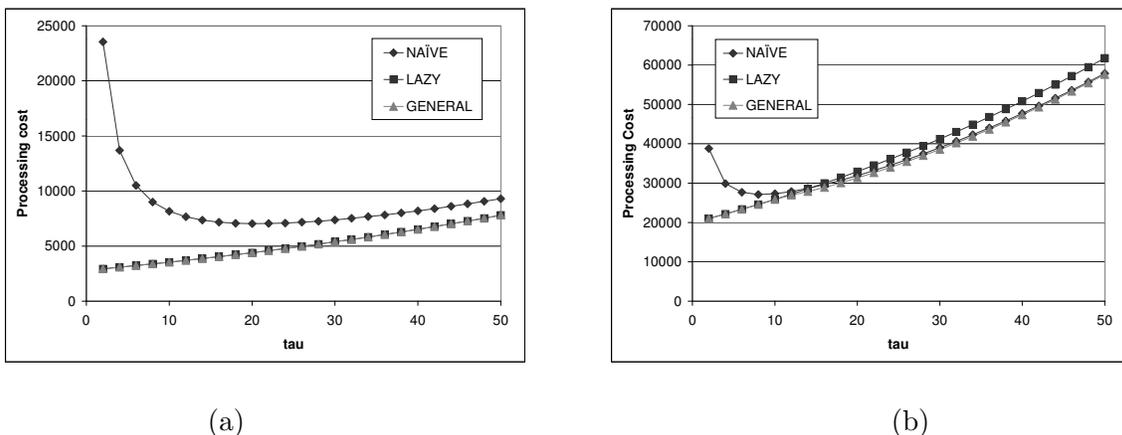 25000
20000
15000
10000
5000
0
Processing cost
NAÏVE
LAZY
GENERAL
0 10 20 30 40 50
tau
(a)
70000
60000
50000
40000
30000
20000
10000
0
Processing Cost
NAÏVE
LAZY
GENERAL
0 10 20 30 40 50
tau
(b)